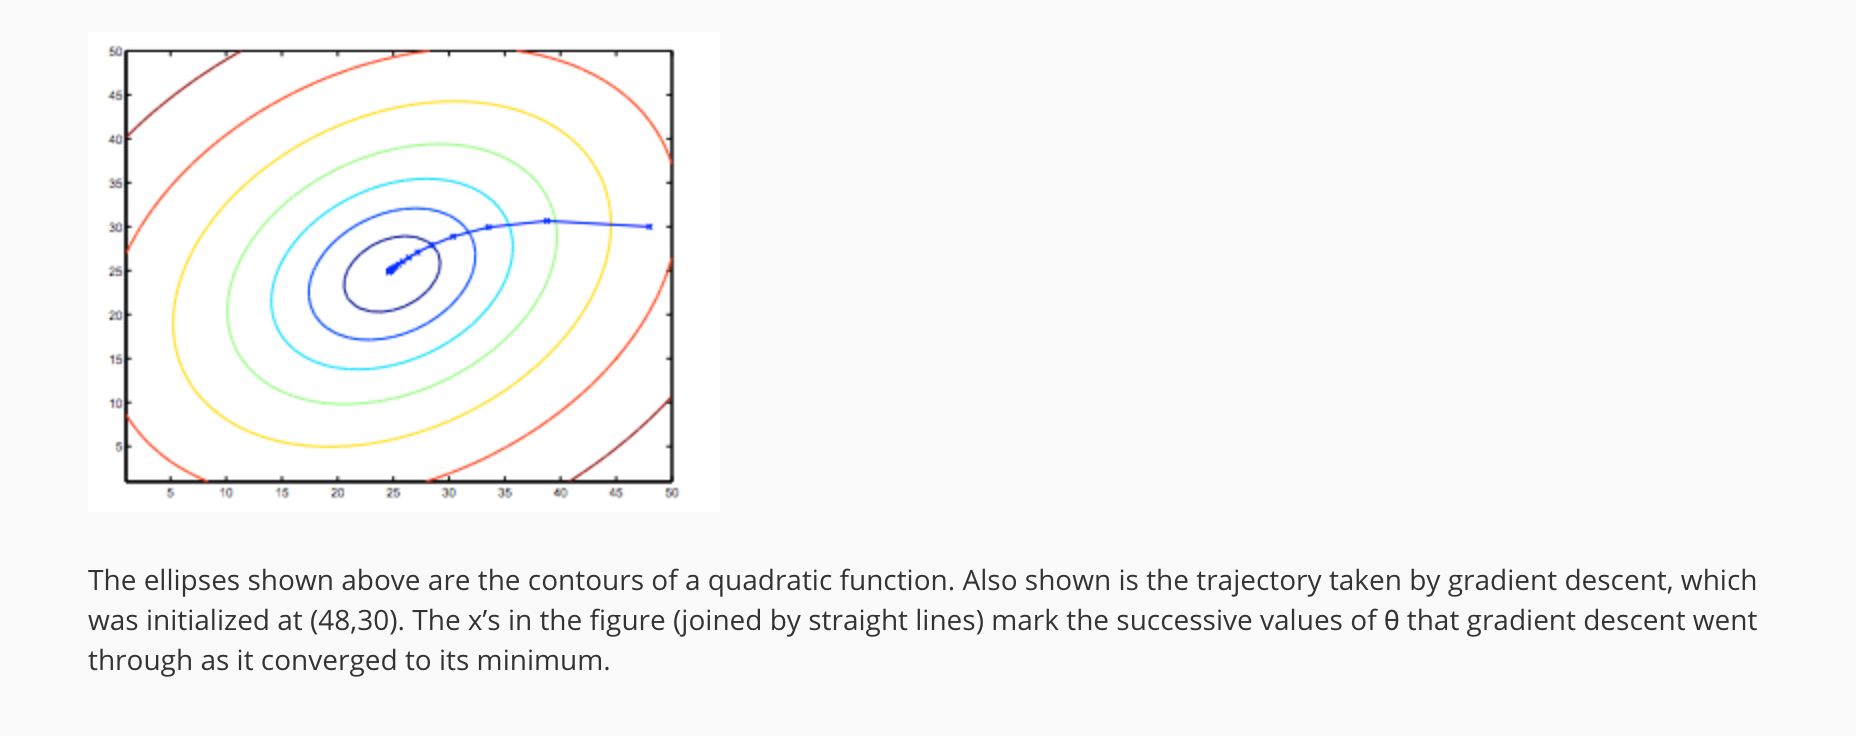 50
45
40
35
30
25
20
15
10
5
5 10 15 20 25 30 35 40 45 50
The ellipses shown above are the contours of a quadratic function. Also shown is the trajectory taken by gradient descent, which
was initialized at (48,30). The x’s in the figure (joined by straight lines) mark the successive values of θ that gradient descent went
through as it converged to its minimum.